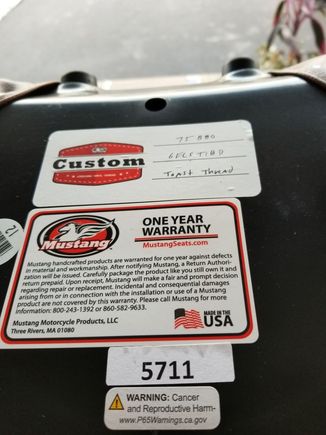 Custom
Toast Thread
Mustang
ONE YEAR
WARRANTY
MustangSeats.com
Mustang handcrafted products are warranted for one year against defects
in material and workmanship. After notifying Mustang, a Return Authori-
zation will be issued. Carefully package the product like you still own it and
return prepaid. Upon receipt, Mustang will make a fair and prompt decision
regarding repair or replacement. Incidental and consequential damages
arising from or in connection with the installation or use of a Mustang
product are not covered by this warranty. Please call Mustang for more
information: 800-243-1392 or 860-582-9633.
Mustang Motorcycle Products, LLC
Three Rivers, MA 01080
MADE IN THE
USA
5711
WARNING: Cancer
and Reproductive Harm-
www.P65Warnings.ca.gov